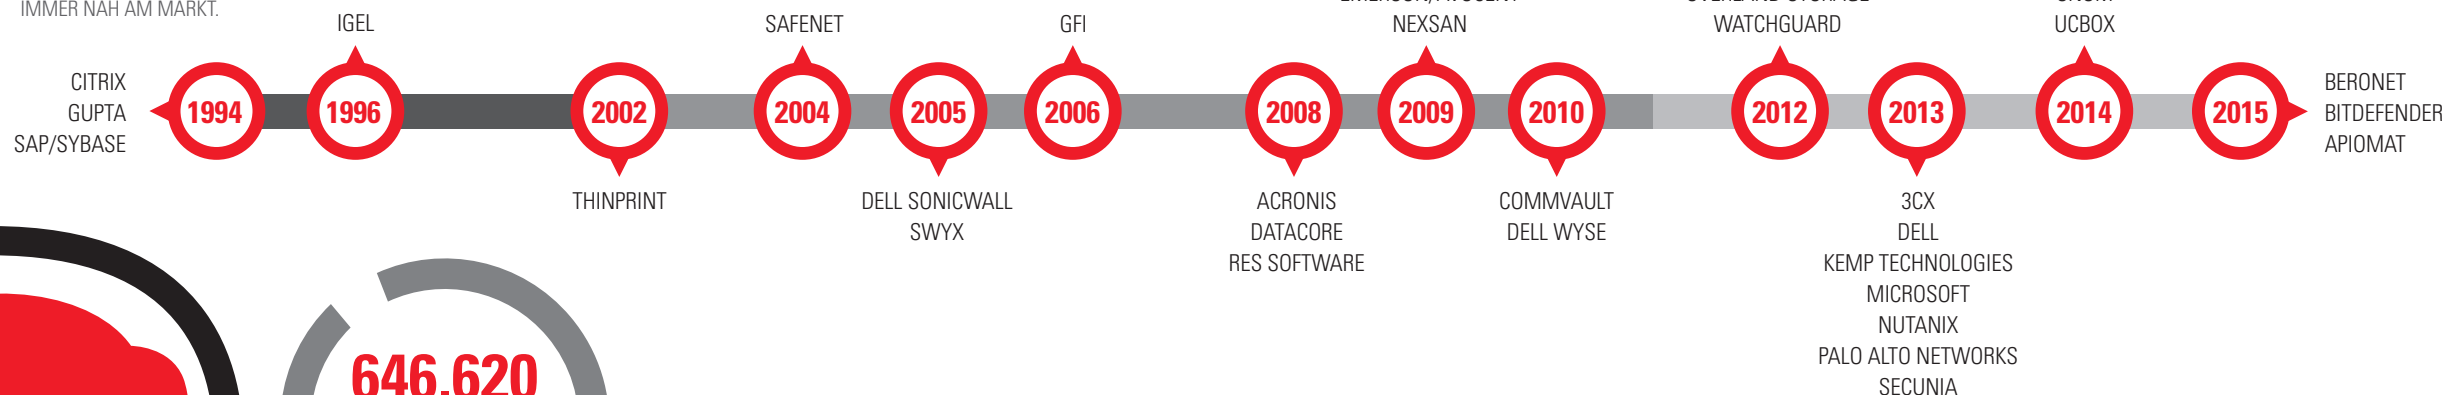 IMMER NAH AM MARKT.
IGEL
SAFENET
GFI
NEXSAN
WATCHGUARD
UCBOX
CITRIX
GUPTA
SAP/SYBASE
1994
1996
2002
2004
2005
2006
2008
2009
2010
2012
2013
2014
2015
BERONET
BITDEFENDER
APIOMAT
THINPRINT
DELL SONICWALL
SWYX
ACRONIS
DATACORE
RES SOFTWARE
COMMVAULT
DELL WYSE
3CX
DELL
KEMP TECHNOLOGIES
MICROSOFT
NUTANIX
PALO ALTO NETWORKS
SECUNIA
646.620